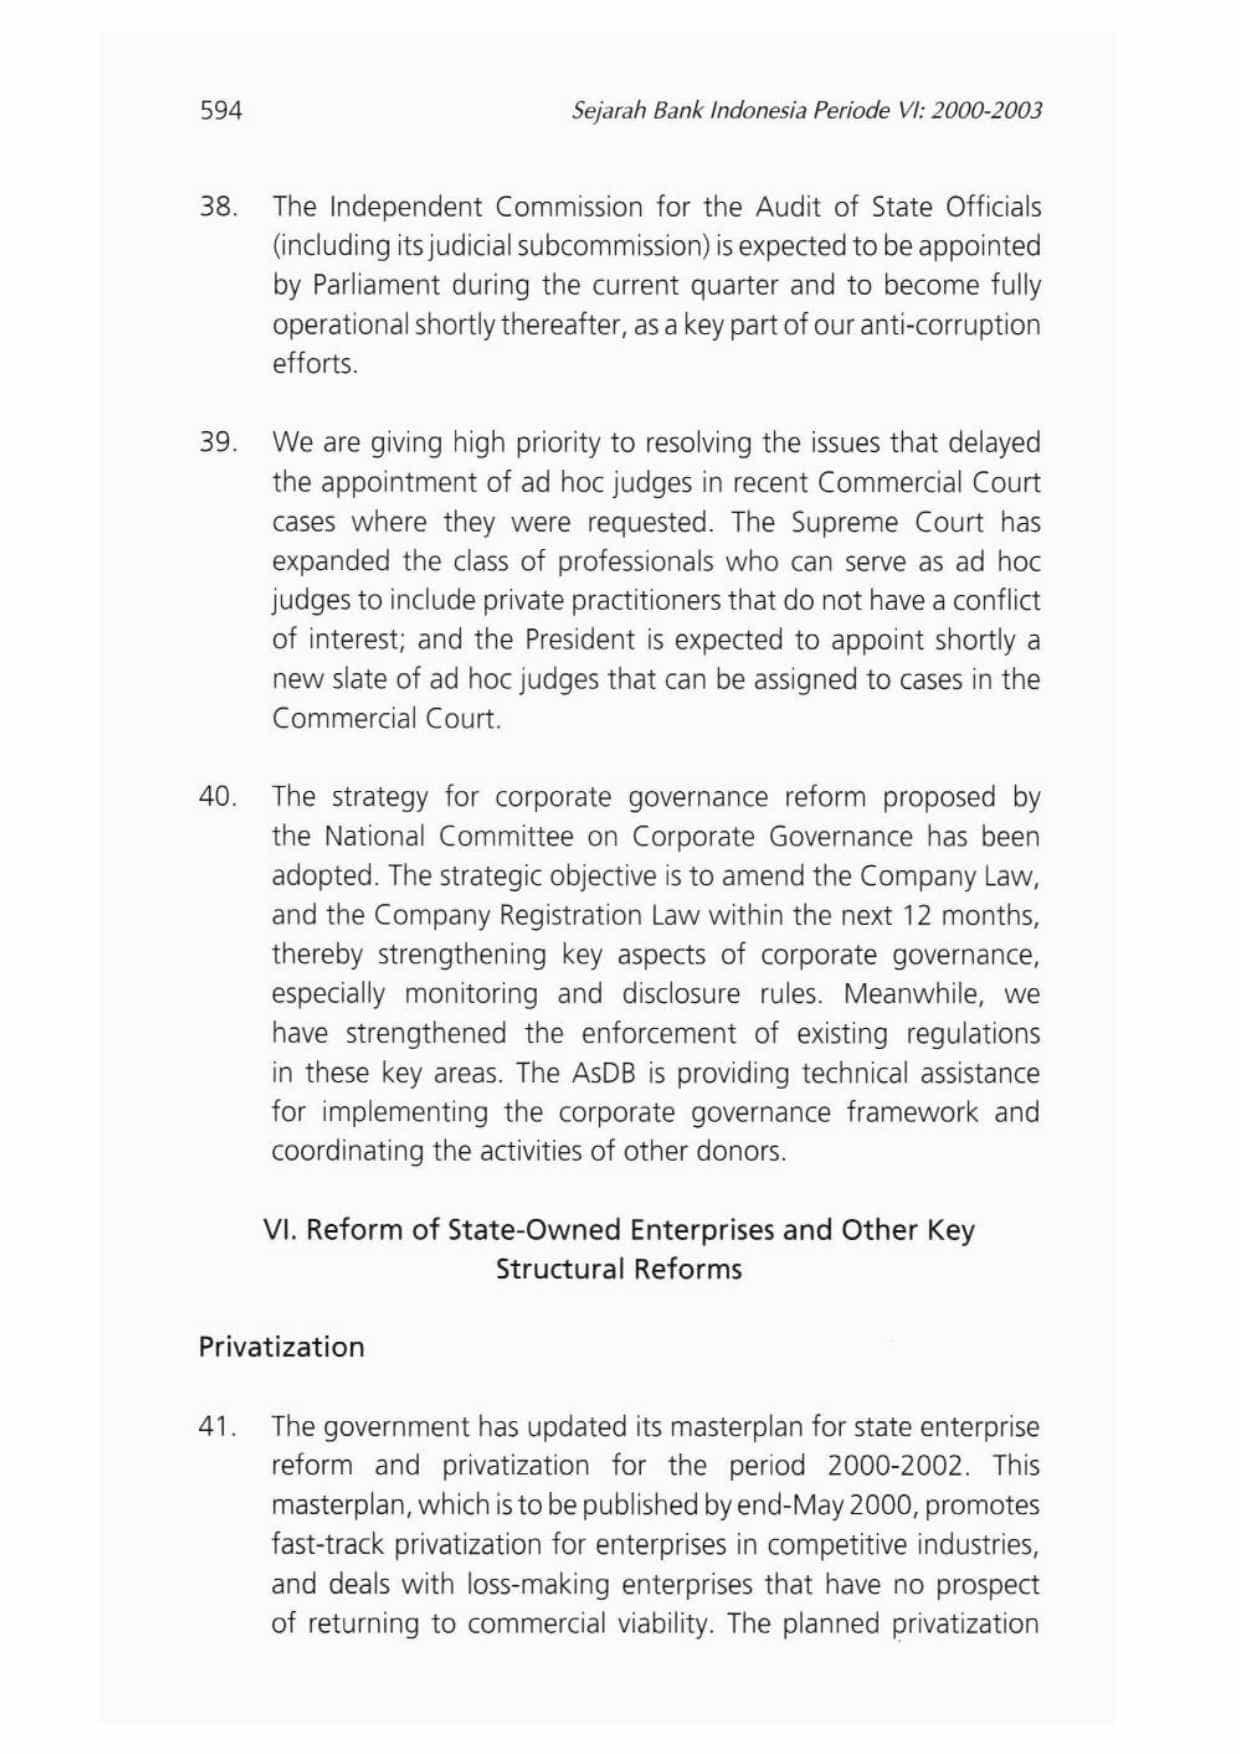 594 Sejarah Bank Indonesia Periode VI: 2000-2003
38. The Independent Commission for the Audit of State Officials
(including its judicial subcommission) is expected to be appointed
by Parliament during the current quarter and to become fully
operational shortly thereafter, as a key part of our anti-corruption
efforts.
39. We are giving high priority to resolving the issues that delayed
the appointment of ad hoc judges in recent Commercial Court
cases where they were requested. The Supreme Court has
expanded the class of professionals who can serve as ad hoc
judges to include private practitioners that do not have a conflict
of interest; and the President is expected to appoint shortly a
new slate of ad hoc judges that can be assigned to cases in the
Commercial Court.
40. The strategy for corporate governance reform proposed by
the National Committee on Corporate Governance has been
adopted. The strategic objective is to amend the Company Law,
and the Company Registration Law within the next 12 months,
thereby strengthening key aspects of corporate governance,
especially monitoring and disclosure rules. Meanwhile, we
have strengthened the enforcement of existing regulations
in these key areas. The AsDB is providing technical assistance
for implementing the corporate governance framework and
coordinating the activities of other donors.
VI. Reform of State-Owned Enterprises and Other Key
Structural Reforms
Privatization
41. The government has updated its masterplan for state enterprise
reform and privatization for the period 2000-2002. This
masterplan, which is to be published by end-May 2000, promotes
fast-track privatization for enterprises in competitive industries,
and deals with loss-making enterprises that have no prospect
of returning to commercial viability. The planned privatization